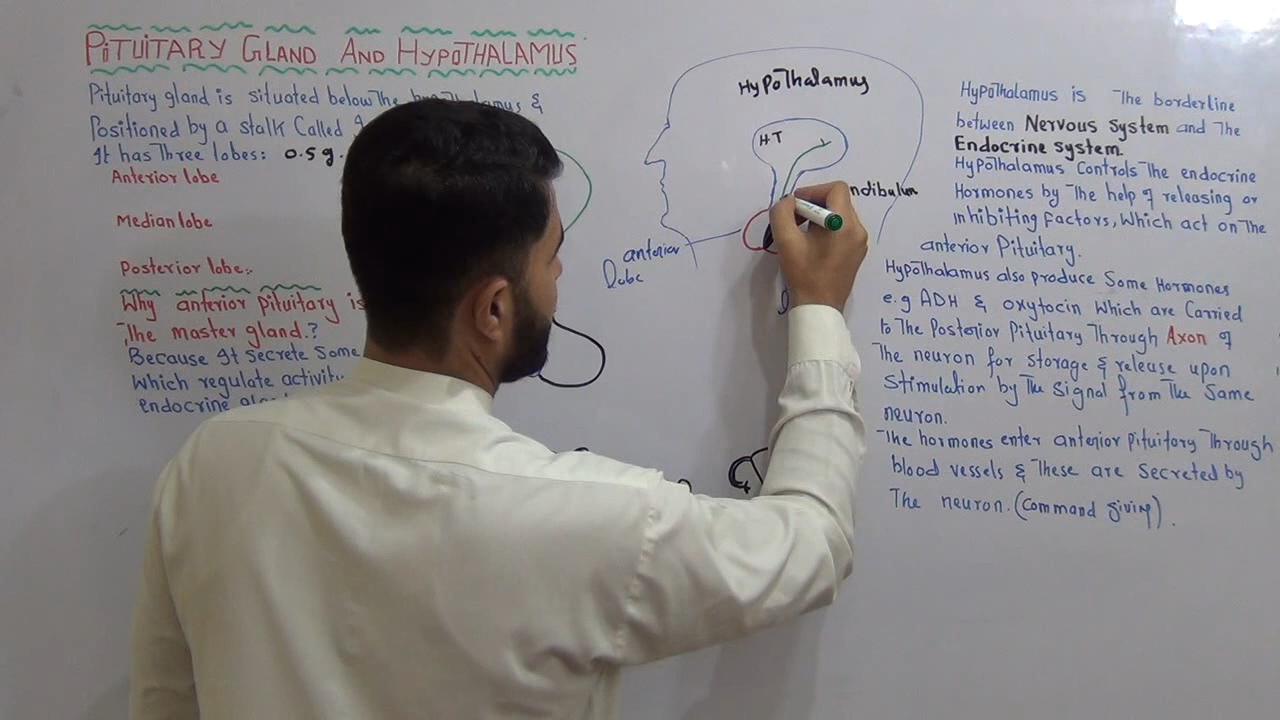 PITUITARY GLAND AND HYPOTHALAMUS
Pituitary gland is situated below The &
Positioned by a stalk Called
It has Three lobes: 0.5g.
Anterior lobe
Median lobe
Posterior lobe:.
Why anterior pituitary is
The master gland.?
Because It secrete Some
Which regulate activity
endocrine
Hypothalamus
HT
anterior
lobe
Hypothalamus is The borderline
between Nervous System and The
Endocrine system.
Hypothalamus Controls The endocrine
Hormones by The help of releasing or
inhibiting factors, Which act on The
anterior Pituitary.
Hypothalamus also produce Some Hormones
e.g ADH & oxytocin Which are Carried
to The Posterior Pituitary Through Axon of
The neuron for storage & release upon
Stimulation by The Signal from The Same
neuron.
The hormones enter anterior pituitary Through
blood vessels & These are Secreted by
The neuron. (Command giving).